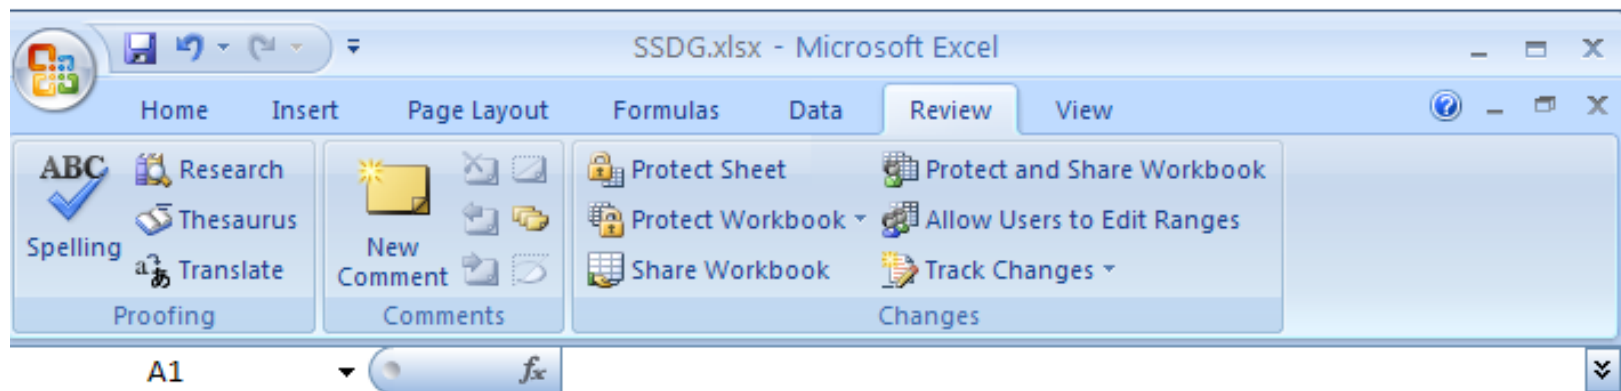 SSDG.xlsx - Microsoft Excel
Home Insert Page Layout Formulas Data Review View
ABC Spelling
Research
Thesaurus
Translate
Proofing
New
Comment
Comments
Protect Sheet
Protect Workbook
Share Workbook
Protect and Share Workbook
Allow Users to Edit Ranges
Track Changes
Changes
A1 fx